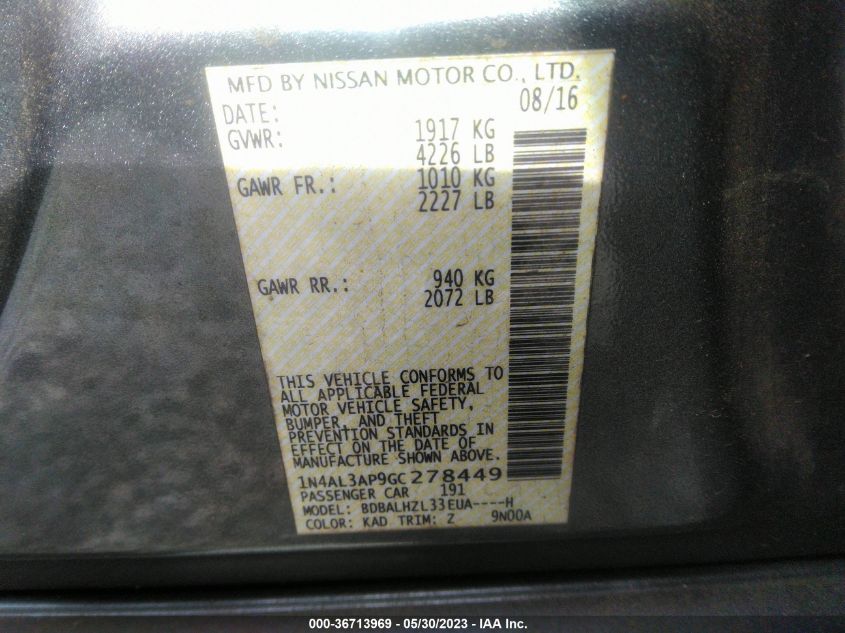 MFD BY NISSAN MOTOR CO., LTD.
DATE: 08/16
GVWR: 1917 KG
4226 LB
GAWR FR.: 1010 KG
2227 LB
GAWR RR.: 940 KG
2072 LB
THIS VEHICLE CONFORMS TO
ALL APPLICABLE FEDERAL
MOTOR VEHICLE SAFETY,
BUMPER, AND THEFT
PREVENTION STANDARDS IN
EFFECT ON THE DATE OF
MANUFACTURE SHOWN ABOVE.
1N4AL3AP9GC278449
PASSENGER CAR 191
MODEL: BDBALHZL33EUA----H
COLOR: KAD TRIM: Z 9N00A
000-36713969 - 05/30/2023 - IAA Inc.